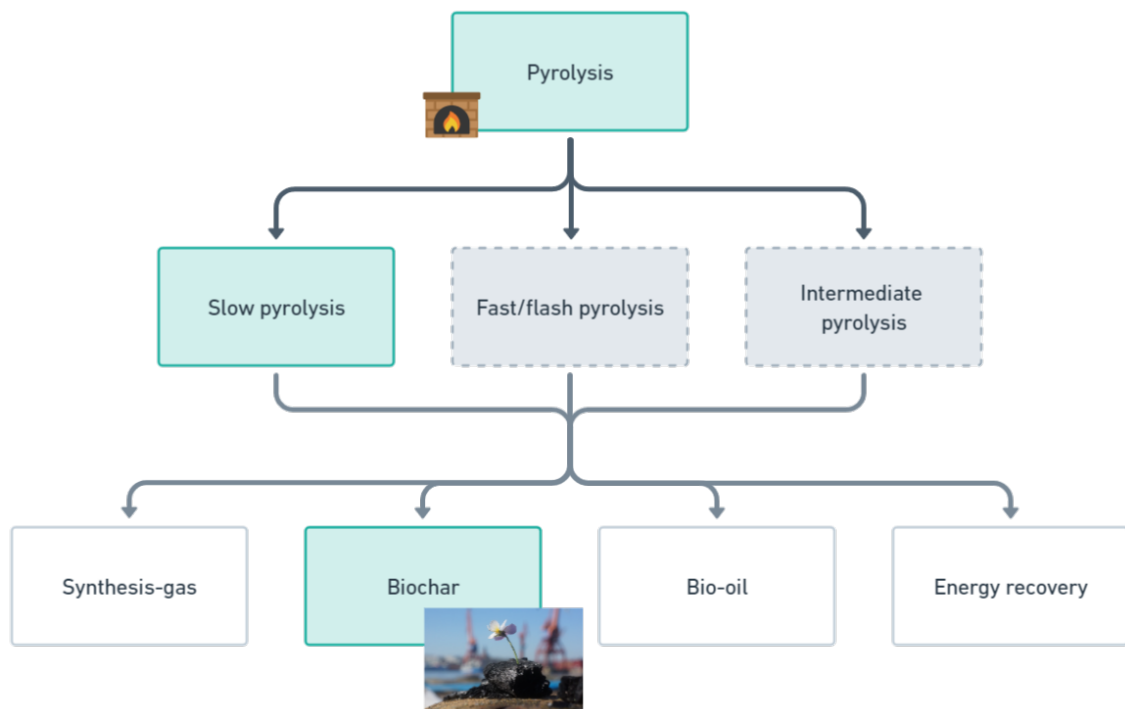 Pyrolysis
Slow pyrolysis
Fast/flash pyrolysis
Intermediate
pyrolysis
Synthesis-gas
Biochar
Bio-oil
Energy recovery